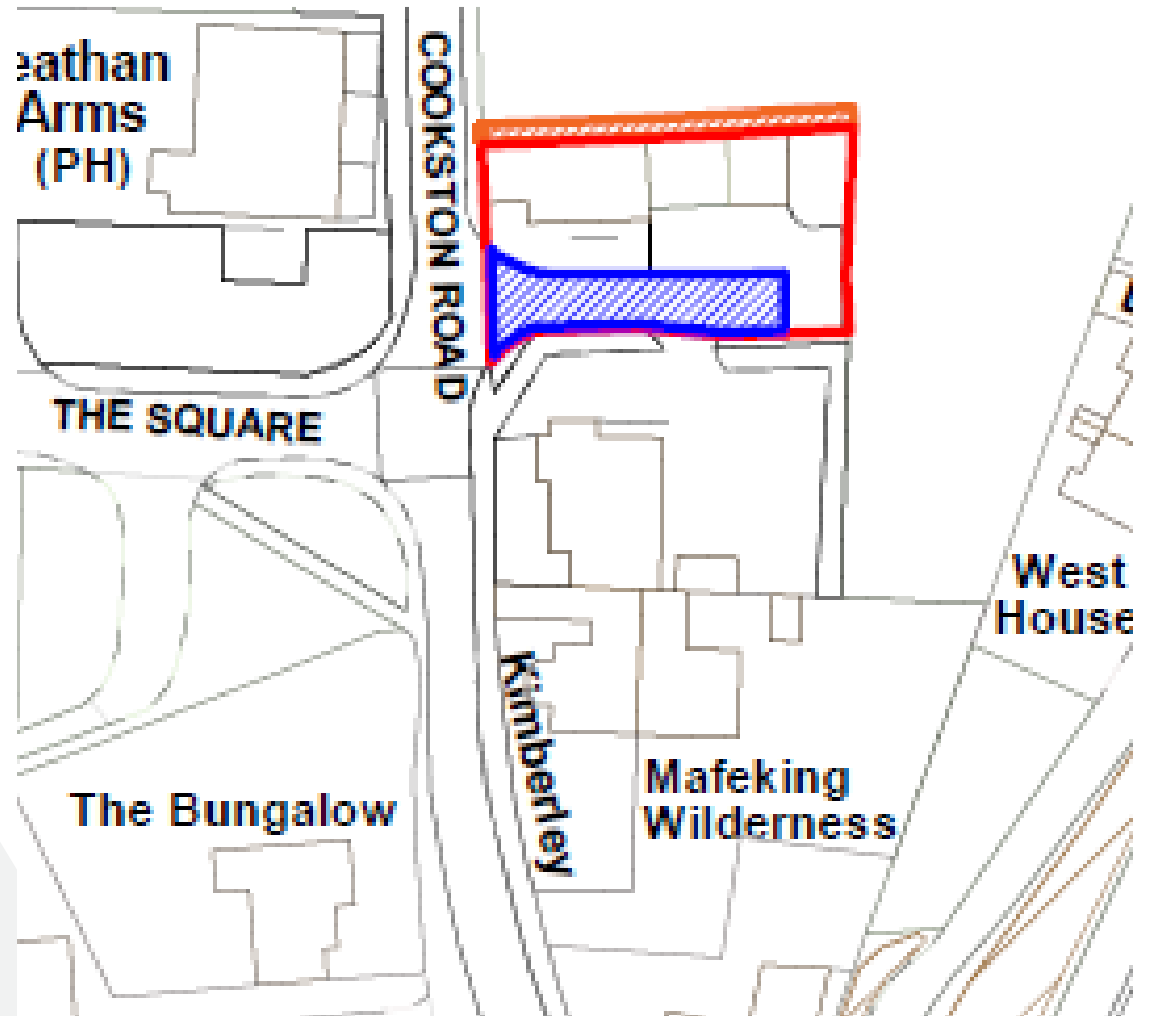 eathan
Arms
(PH)
COOKSTON ROAD
THE SQUARE
West
House
Kimberley
Mafeking
Wilderness
The Bungalow